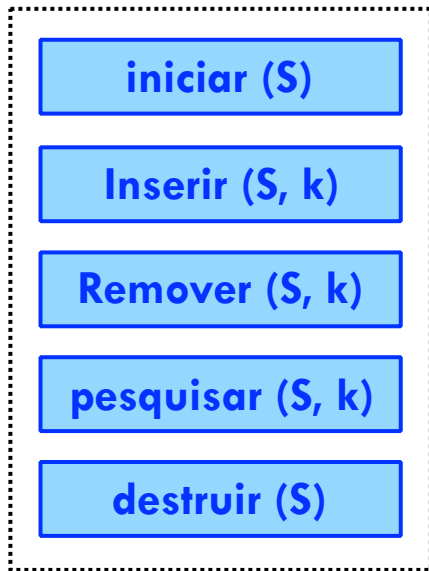 iniciar (S)
Inserir (S, k)
Remover (S, k)
pesquisar (S, k)
destruir (S)